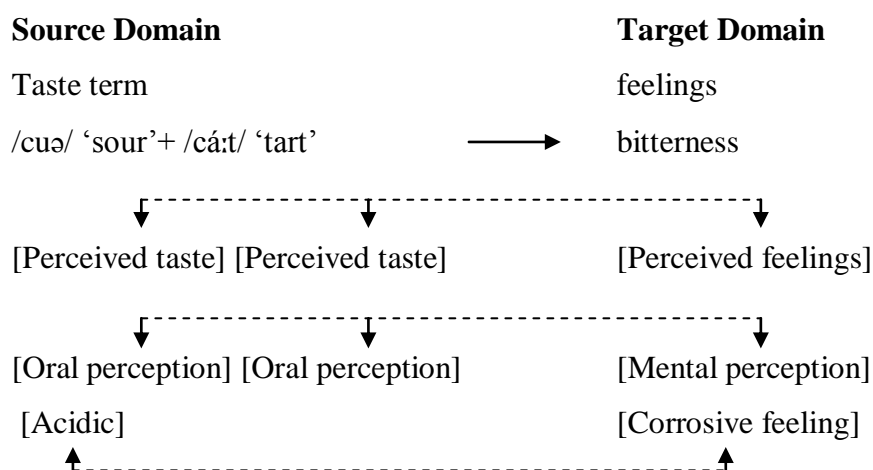 Source Domain Target Domain
Taste term feelings
/cuə/ ‘sour’+ /cá:t/ ‘tart’ bitterness
[Perceived taste] [Perceived taste] [Perceived feelings]
[Oral perception] [Oral perception] [Mental perception]
[Acidic] [Corrosive feeling]